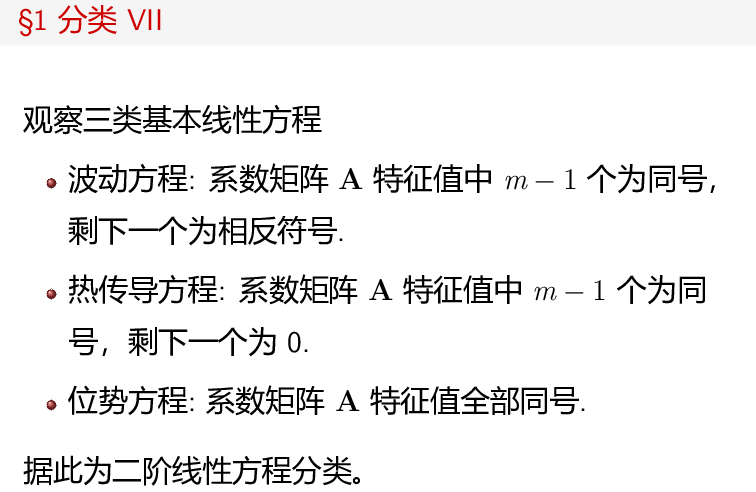 §1 分类 VII
观察三类基本线性方程
波动方程: 系数矩阵 A 特征值中 m − 1 个为同号,
剩下一个为相反符号.
热传导方程: 系数矩阵 A 特征值中 m − 1 个为同
号，剩下一个为 0.
位势方程: 系数矩阵 A 特征值全部同号.
据此为二阶线性方程分类。